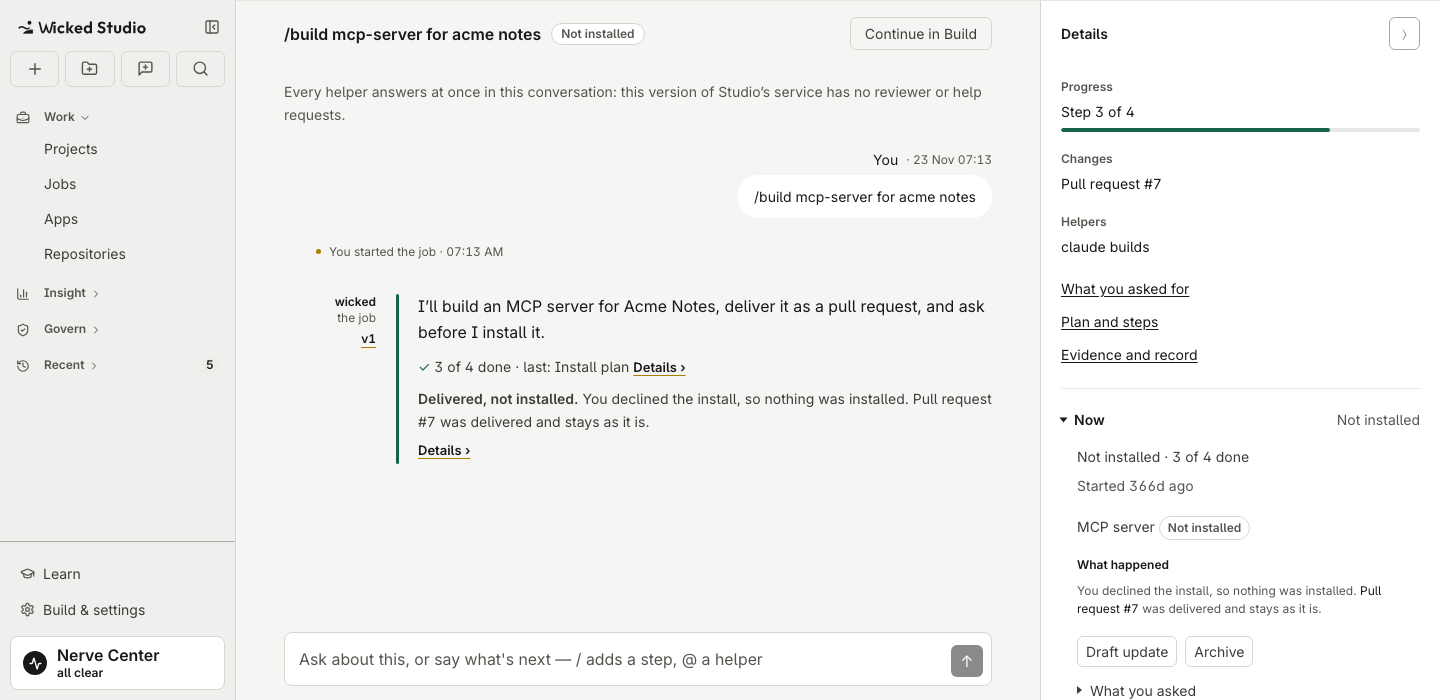 Wicked Studio
Work
Projects
Jobs
Apps
Repositories
Insight
Govern
Recent 5
Learn
Build & settings
Nerve Center
all clear
/build mcp-server for acme notes Not installed Continue in Build
Every helper answers at once in this conversation: this version of Studio’s service has no reviewer or help
requests.
You · 23 Nov 07:13
/build mcp-server for acme notes
You started the job · 07:13 AM
wicked
the job
v1
I’ll build an MCP server for Acme Notes, deliver it as a pull request, and ask
before I install it.
✓ 3 of 4 done · last: Install plan Details ›
Delivered, not installed. You declined the install, so nothing was installed. Pull request
#7 was delivered and stays as it is.
Details ›
Ask about this, or say what's next — / adds a step, @ a helper
Details
Progress
Step 3 of 4
Changes
Pull request #7
Helpers
claude builds
What you asked for
Plan and steps
Evidence and record
Now Not installed
Not installed · 3 of 4 done
Started 366d ago
MCP server Not installed
What happened
You declined the install, so nothing was installed. Pull
request #7 was delivered and stays as it is.
Draft update Archive
What you asked